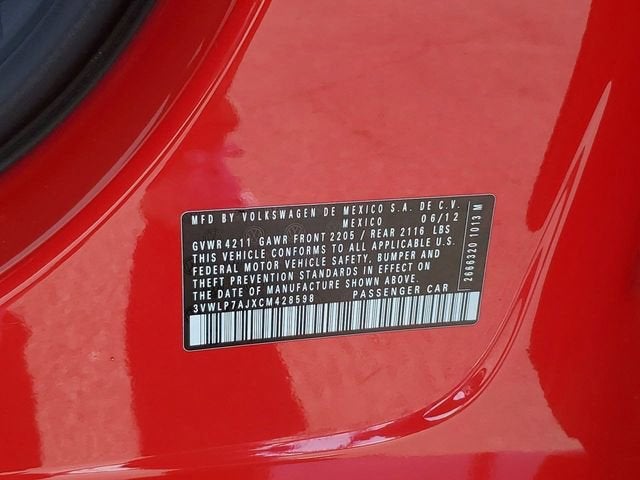 MFD BY VOLKSWAGEN DE MEXICO S.A. DE C.V.
MEXICO 06/12
GVWR 4211 GAWR FRONT 2205 / REAR 2116 LBS
THIS VEHICLE CONFORMS TO ALL APPLICABLE U.S.
FEDERAL MOTOR VEHICLE SAFETY, BUMPER AND
THEFT PREVENTION STANDARDS IN EFFECT ON
THE DATE OF MANUFACTURE SHOWN ABOVE.
3VWLP7AJXCM428598 PASSENGER CAR
2666320 1013 M